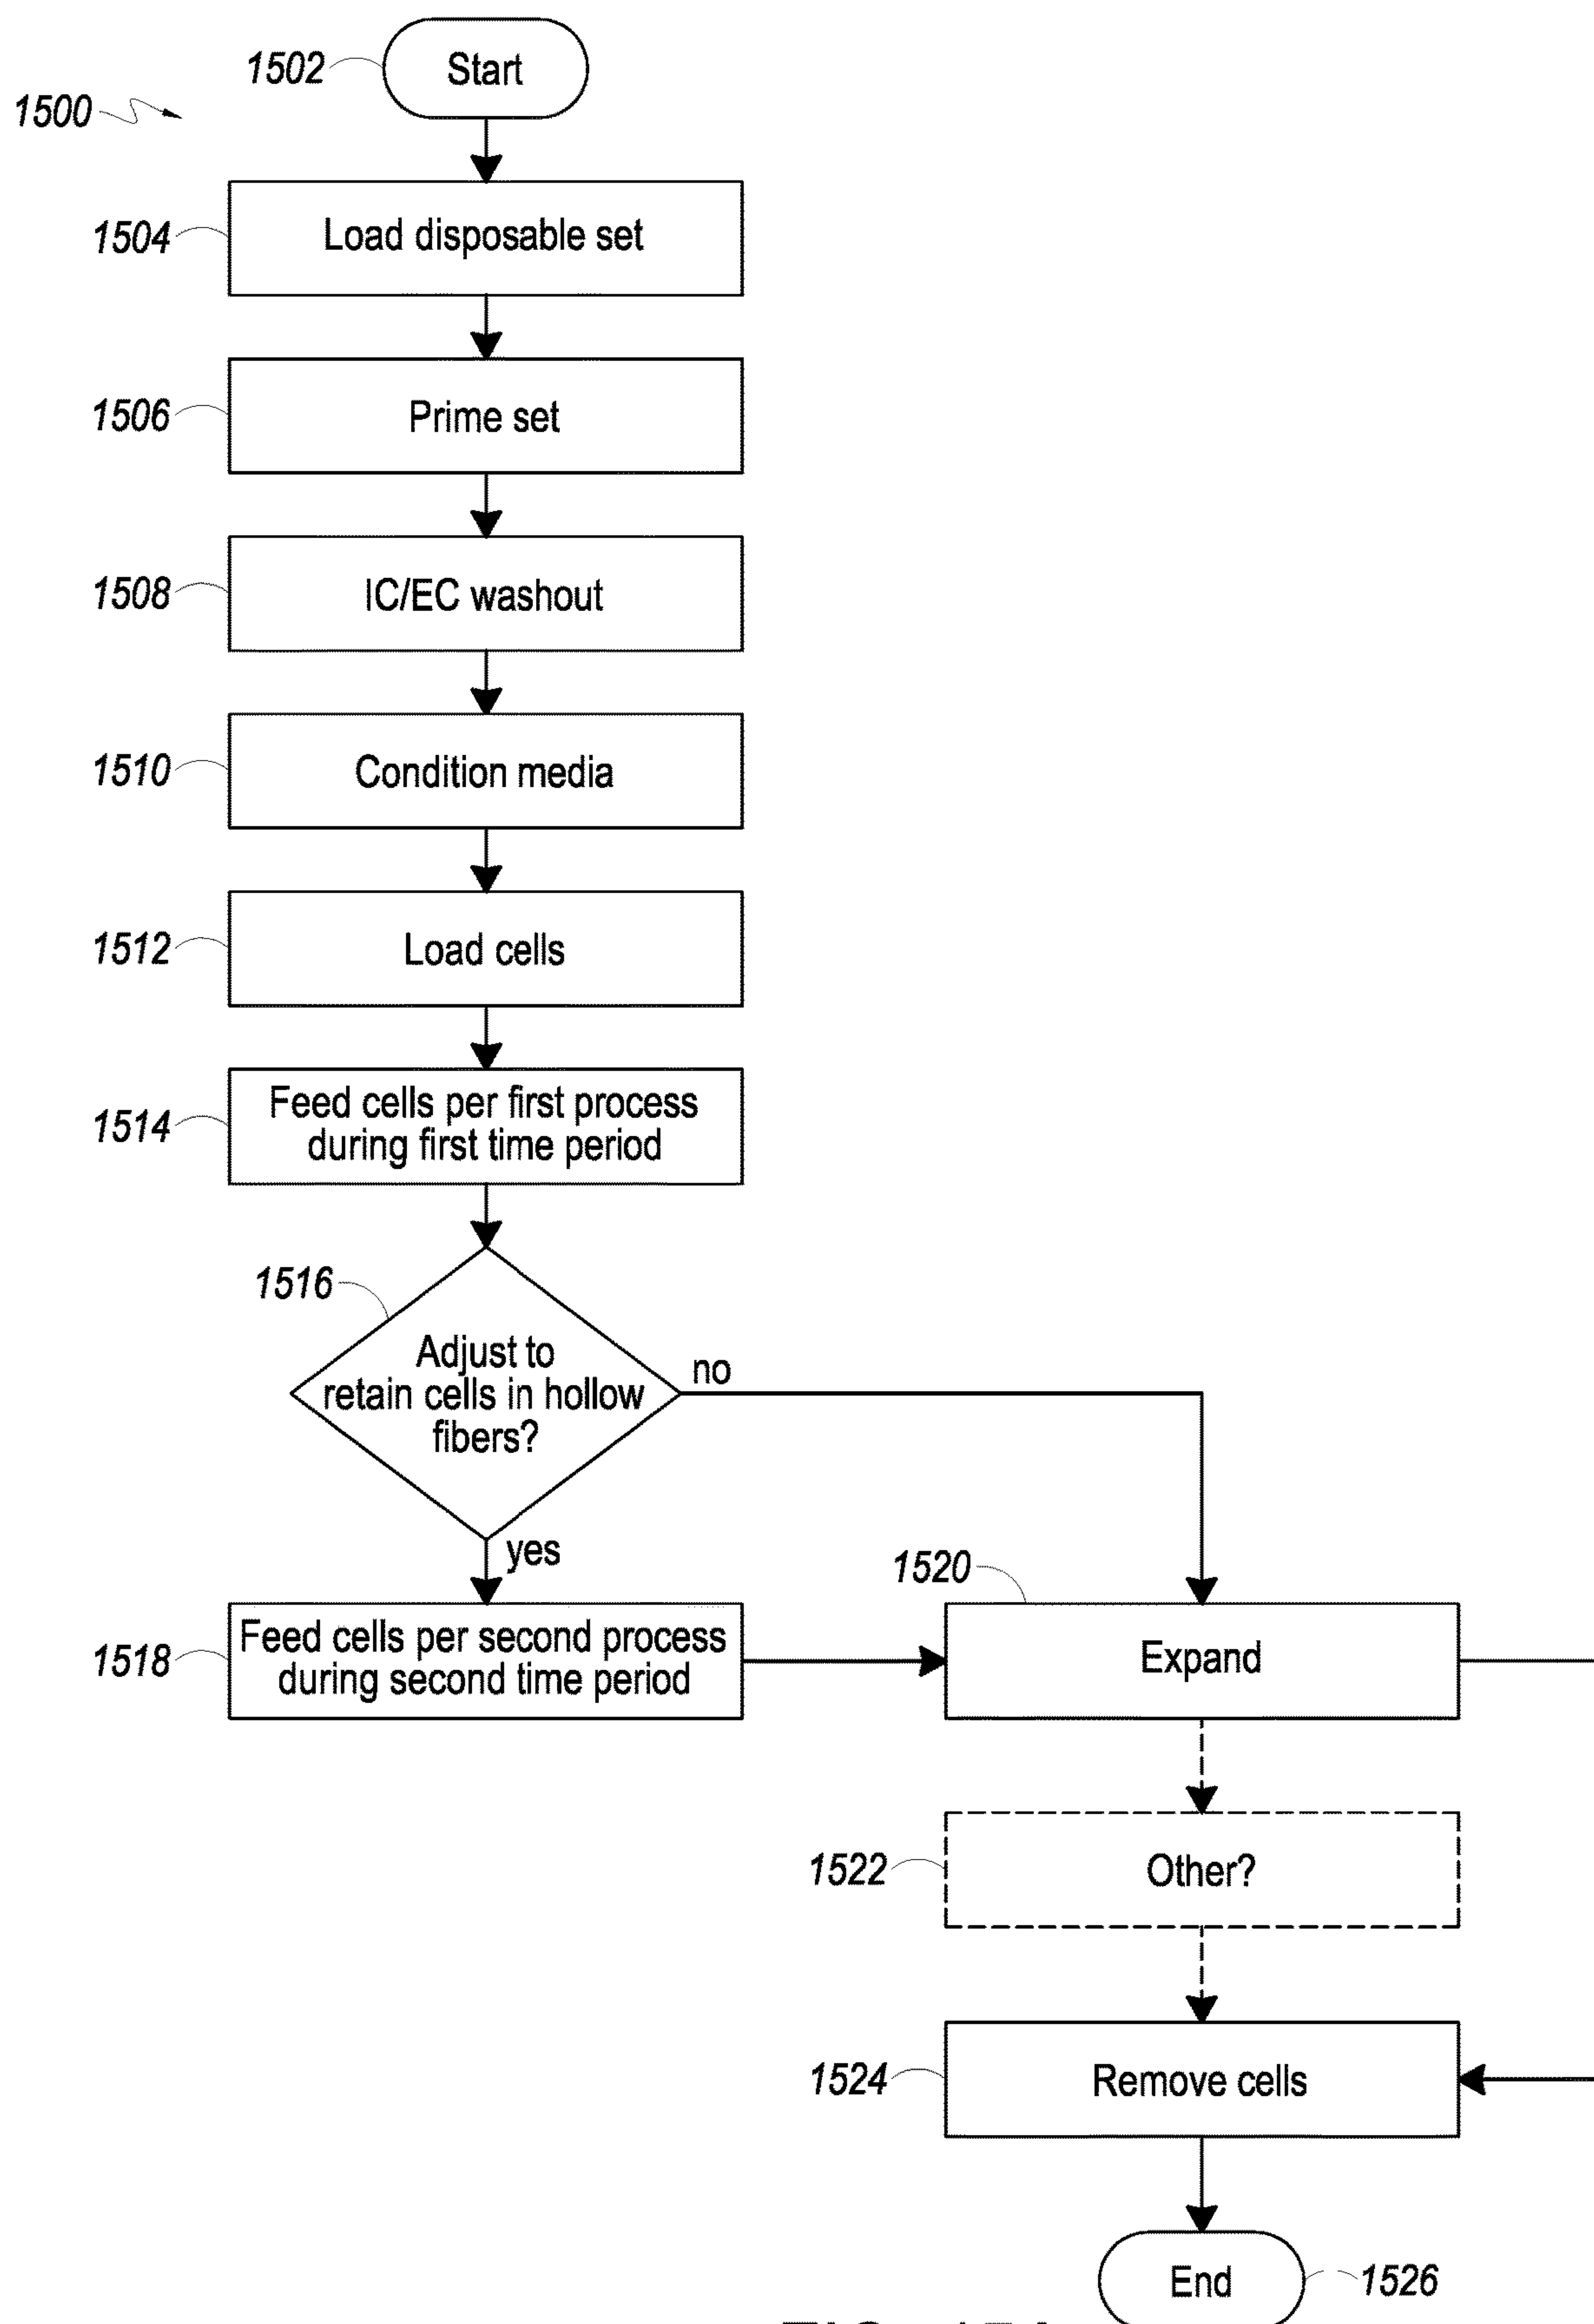 1500
1502
Start
1504
Load disposable set
1506
Prime set
1508
IC/EC washout
1510
Condition media
1512
Load cells
1514
Feed cells per first process
during first time period
1516
Adjust to
retain cells in hollow
fibers?
no
yes
1518
Feed cells per second process
during second time period
1520
Expand
1522
Other?
1524
Remove cells
End
1526